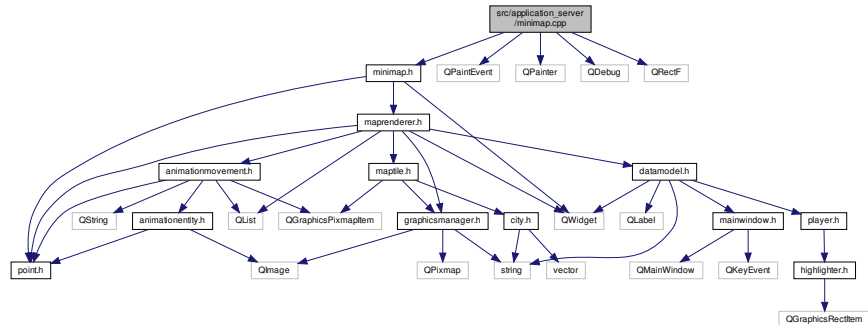 src/application_server
/minimap.cpp
minimap.h
QPaintEvent
QPainter
QDebug
QRectF
maprenderer.h
animationmovement.h
maptile.h
datamodel.h
QString
animationentity.h
QList
QGraphicsPixmapItem
graphicsmanager.h
city.h
QWidget
QLabel
mainwindow.h
player.h
point.h
QImage
QPixmap
string
vector
QMainWindow
QKeyEvent
highlighter.h
QGraphicsRectItem